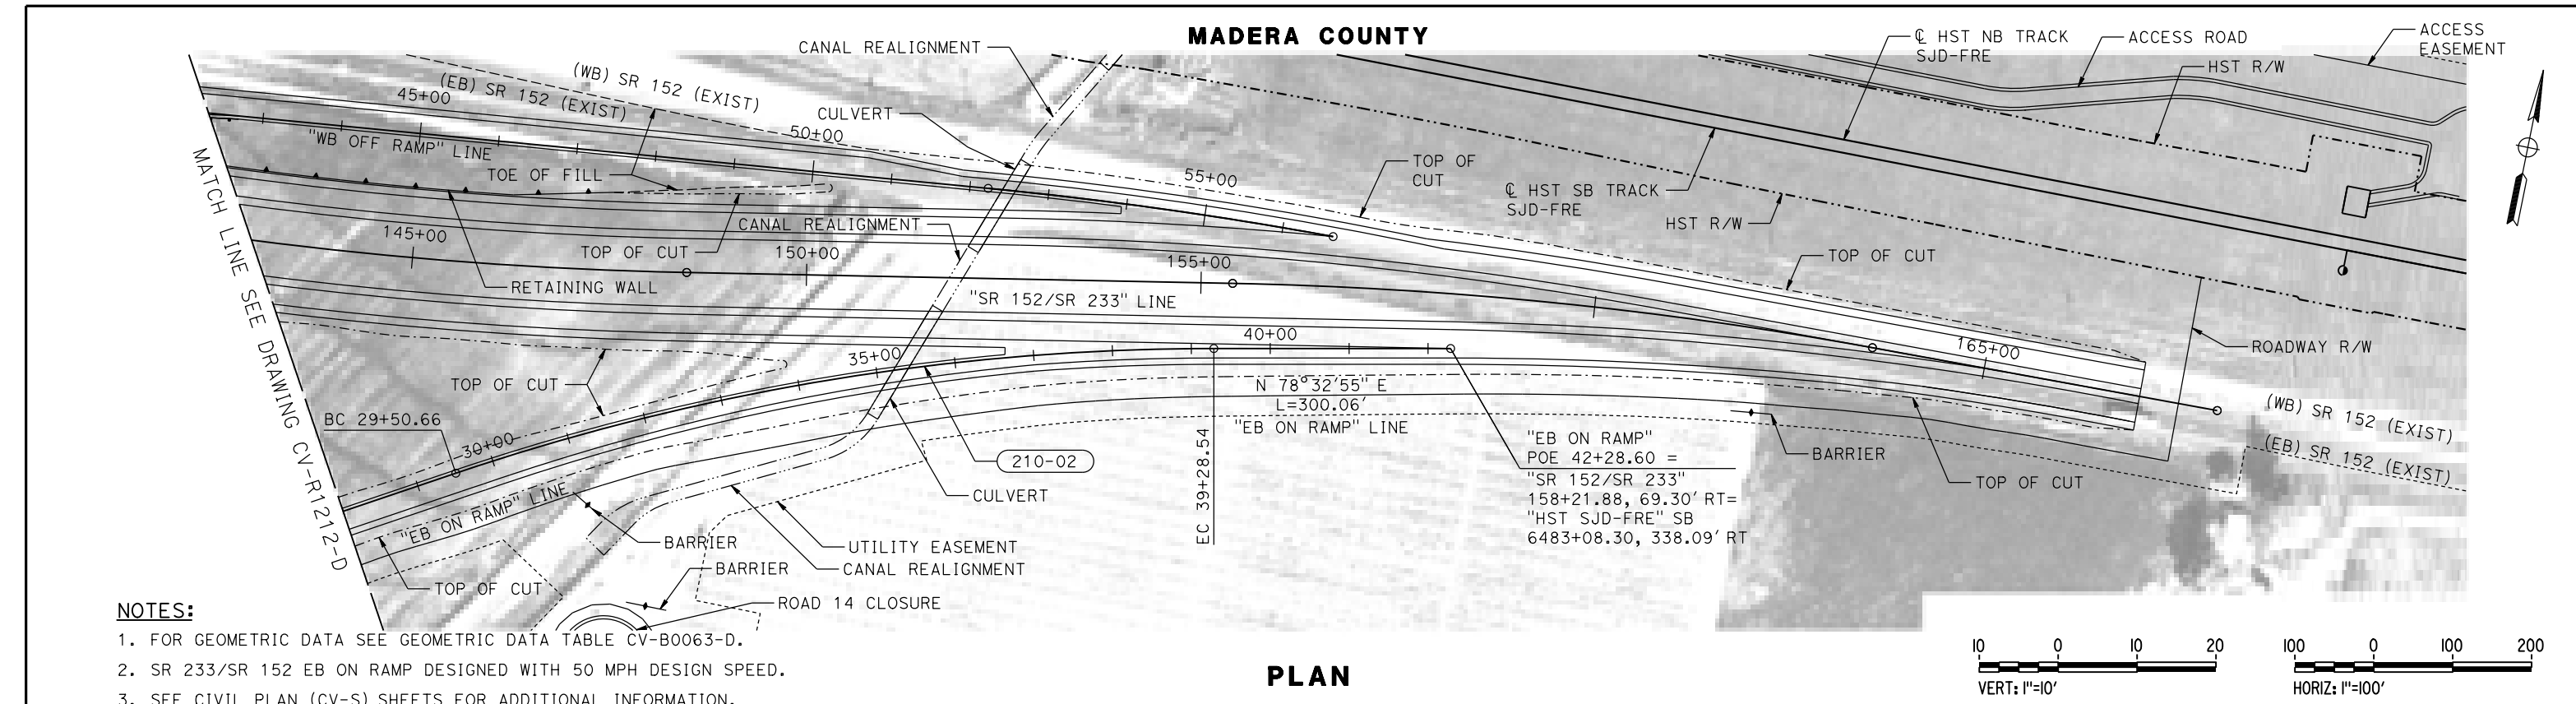 MADERA COUNTY
CANAL REALIGNMENT
℄ HST NB TRACK
SJD-FRE
ACCESS ROAD
ACCESS
EASEMENT
HST R/W
(WB) SR 152 (EXIST)
(EB) SR 152 (EXIST)
45+00
CULVERT
50+00
"WB OFF RAMP" LINE
TOE OF FILL
55+00
TOP OF
CUT
℄ HST SB TRACK
SJD-FRE
HST R/W
MATCH LINE SEE DRAWING CV-R1212-D
CANAL REALIGNMENT
145+00
TOP OF CUT
150+00
155+00
TOP OF CUT
RETAINING WALL
"SR 152/SR 233" LINE
40+00
35+00
165+00
ROADWAY R/W
TOP OF CUT
N 78°32'55" E
L=300.06'
"EB ON RAMP" LINE
BC 29+50.66
30+00
(WB) SR 152 (EXIST)
(EB) SR 152 (EXIST)
210-02
EC 39+28.54
"EB ON RAMP"
POE 42+28.60 =
"SR 152/SR 233"
158+21.88, 69.30' RT=
"HST SJD-FRE" SB
6483+08.30, 338.09' RT
BARRIER
TOP OF CUT
CULVERT
"EB ON RAMP" LINE
BARRIER
UTILITY EASEMENT
BARRIER
CANAL REALIGNMENT
TOP OF CUT
ROAD 14 CLOSURE
NOTES:
1. FOR GEOMETRIC DATA SEE GEOMETRIC DATA TABLE CV-B0063-D.
2. SR 233/SR 152 EB ON RAMP DESIGNED WITH 50 MPH DESIGN SPEED.
3. SEE CIVIL PLAN (CV-S) SHEETS FOR ADDITIONAL INFORMATION.
PLAN
10 0 10 20
VERT: 1"=10'
100 0 100 200
HORIZ: 1"=100'